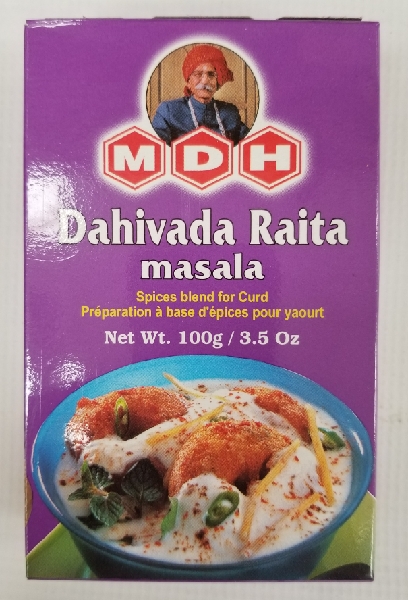 MDH
Dahivada Raita
masala
Spices blend for Curd
Préparation à base d'épices pour yaourt
Net Wt. 100g / 3.5 Oz